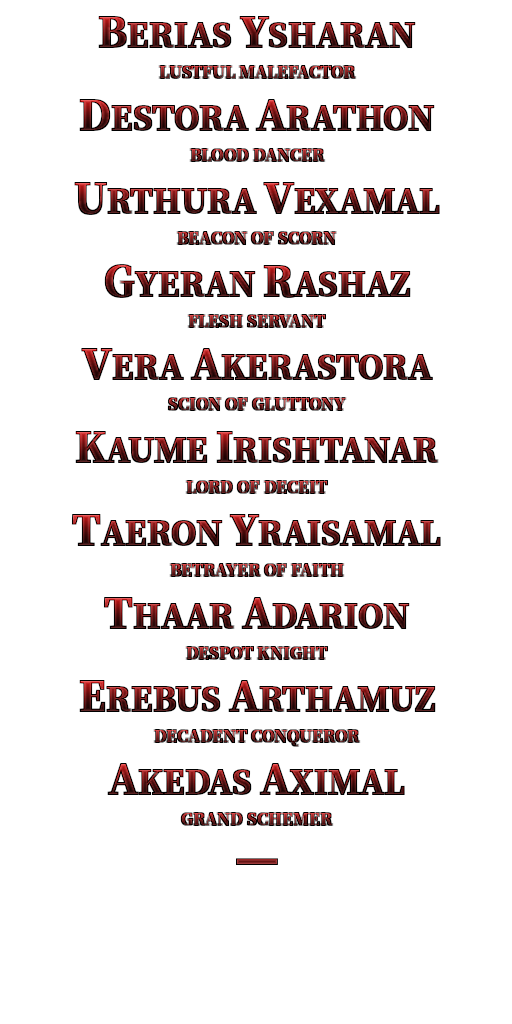 Berias Ysharan
LUSTFUL MALEFACTOR
Destora Arathon
BLOOD DANCER
Urthura Vexamal
BEACON OF SCORN
Gyeran Rashaz
FLESH SERVANT
Vera Akerastora
SCION OF GLUTTONY
Kaume Irishtanar
LORD OF DECEIT
Taeron Yraisamal
BETRAYER OF FAITH
Thaar Adarion
DESPOT KNIGHT
Erebus Arthamuz
DECADENT CONQUEROR
Akedas Aximal
GRAND SCHEMER
—